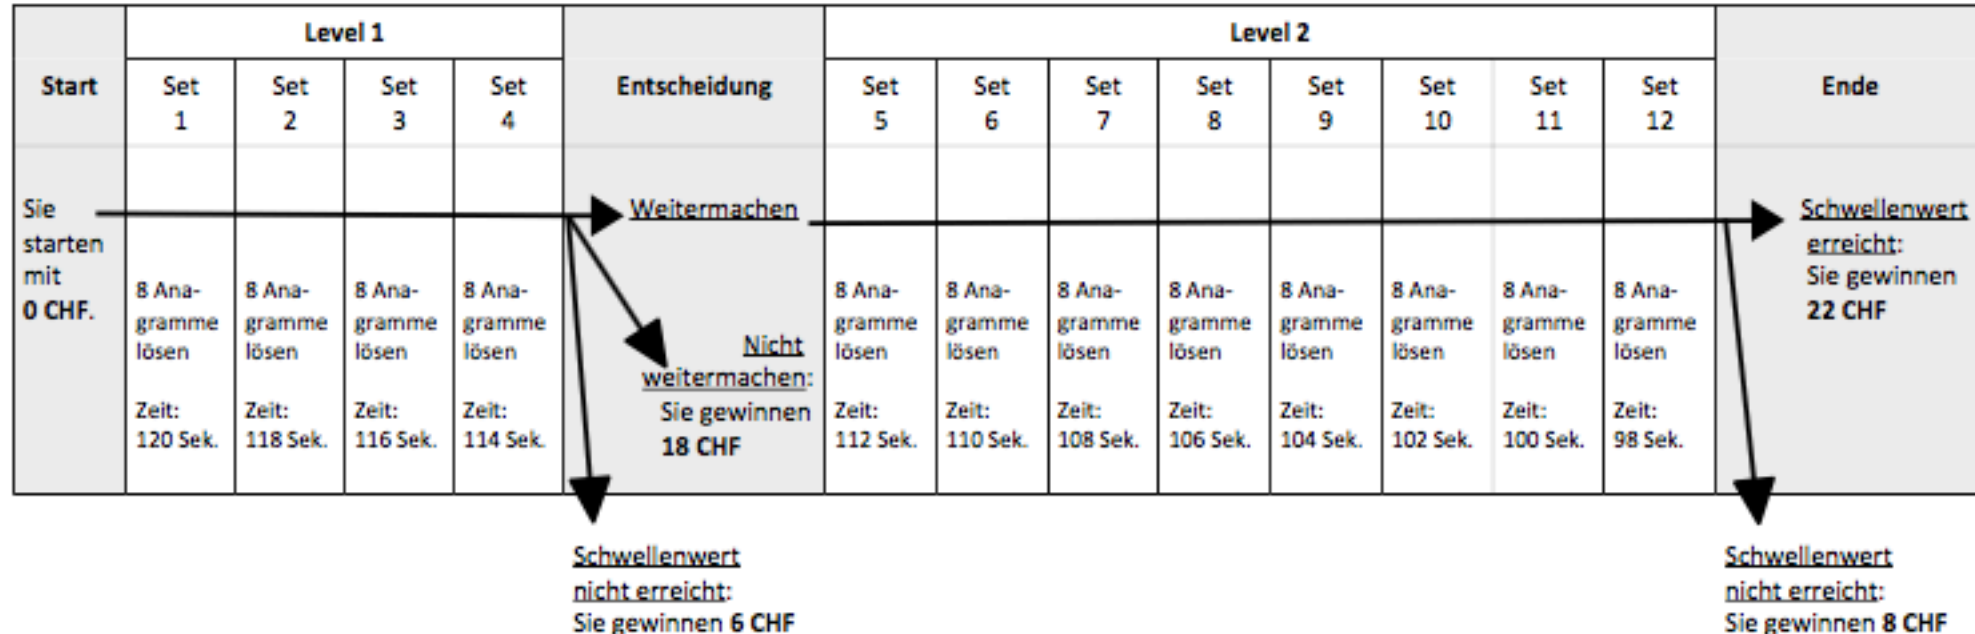 Level 1
Level 2
Start
Set 1
Set 2
Set 3
Set 4
Entscheidung
Set 5
Set 6
Set 7
Set 8
Set 9
Set 10
Set 11
Set 12
Ende
Sie
starten
mit
0 CHF.
8 Ana-
gramme
lösen
Zeit:
120 Sek.
8 Ana-
gramme
lösen
Zeit:
118 Sek.
8 Ana-
gramme
lösen
Zeit:
116 Sek.
8 Ana-
gramme
lösen
Zeit:
114 Sek.
Weitermachen
Nicht
weitermachen:
Sie gewinnen
18 CHF
8 Ana-
gramme
lösen
Zeit:
112 Sek.
8 Ana-
gramme
lösen
Zeit:
110 Sek.
8 Ana-
gramme
lösen
Zeit:
108 Sek.
8 Ana-
gramme
lösen
Zeit:
106 Sek.
8 Ana-
gramme
lösen
Zeit:
104 Sek.
8 Ana-
gramme
lösen
Zeit:
102 Sek.
8 Ana-
gramme
lösen
Zeit:
100 Sek.
8 Ana-
gramme
lösen
Zeit:
98 Sek.
Schwellenwert
erreicht:
Sie gewinnen
22 CHF
Schwellenwert
nicht erreicht:
Sie gewinnen 6 CHF
Schwellenwert
nicht erreicht:
Sie gewinnen 8 CHF